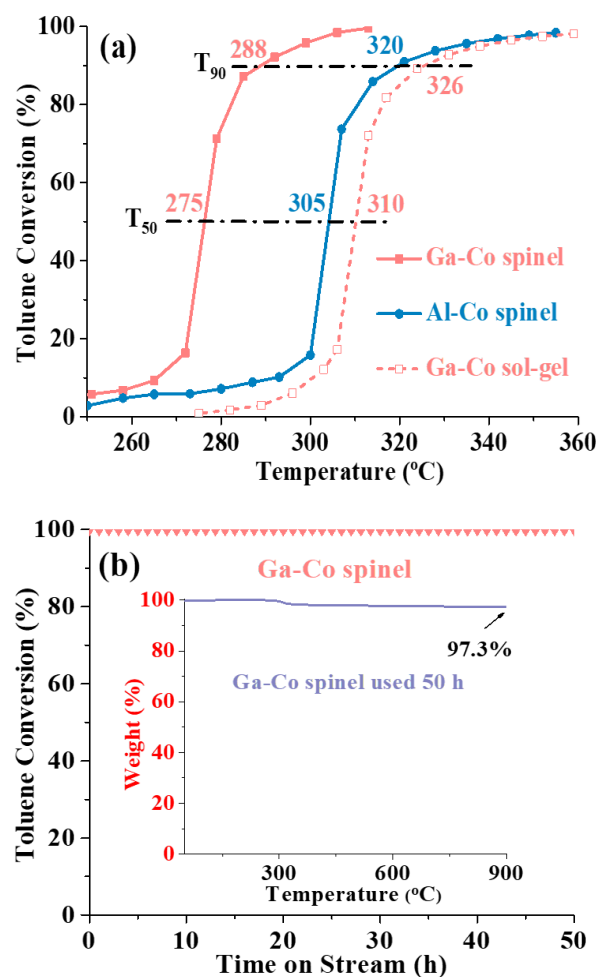 (a)
100
80
60
40
20
0
Toluene Conversion (%)
T90
288
320
326
T50
275
305
310
Ga-Co spinel
Al-Co spinel
Ga-Co sol-gel
260 280 300 320 340 360
Temperature (ºC)
(b)
100
80
60
40
20
0
Toluene Conversion (%)
Ga-Co spinel
100
80
60
40
20
0
Weight (%)
97.3%
Ga-Co spinel used 50 h
300 600 900
Temperature (ºC)
0 10 20 30 40 50
Time on Stream (h)